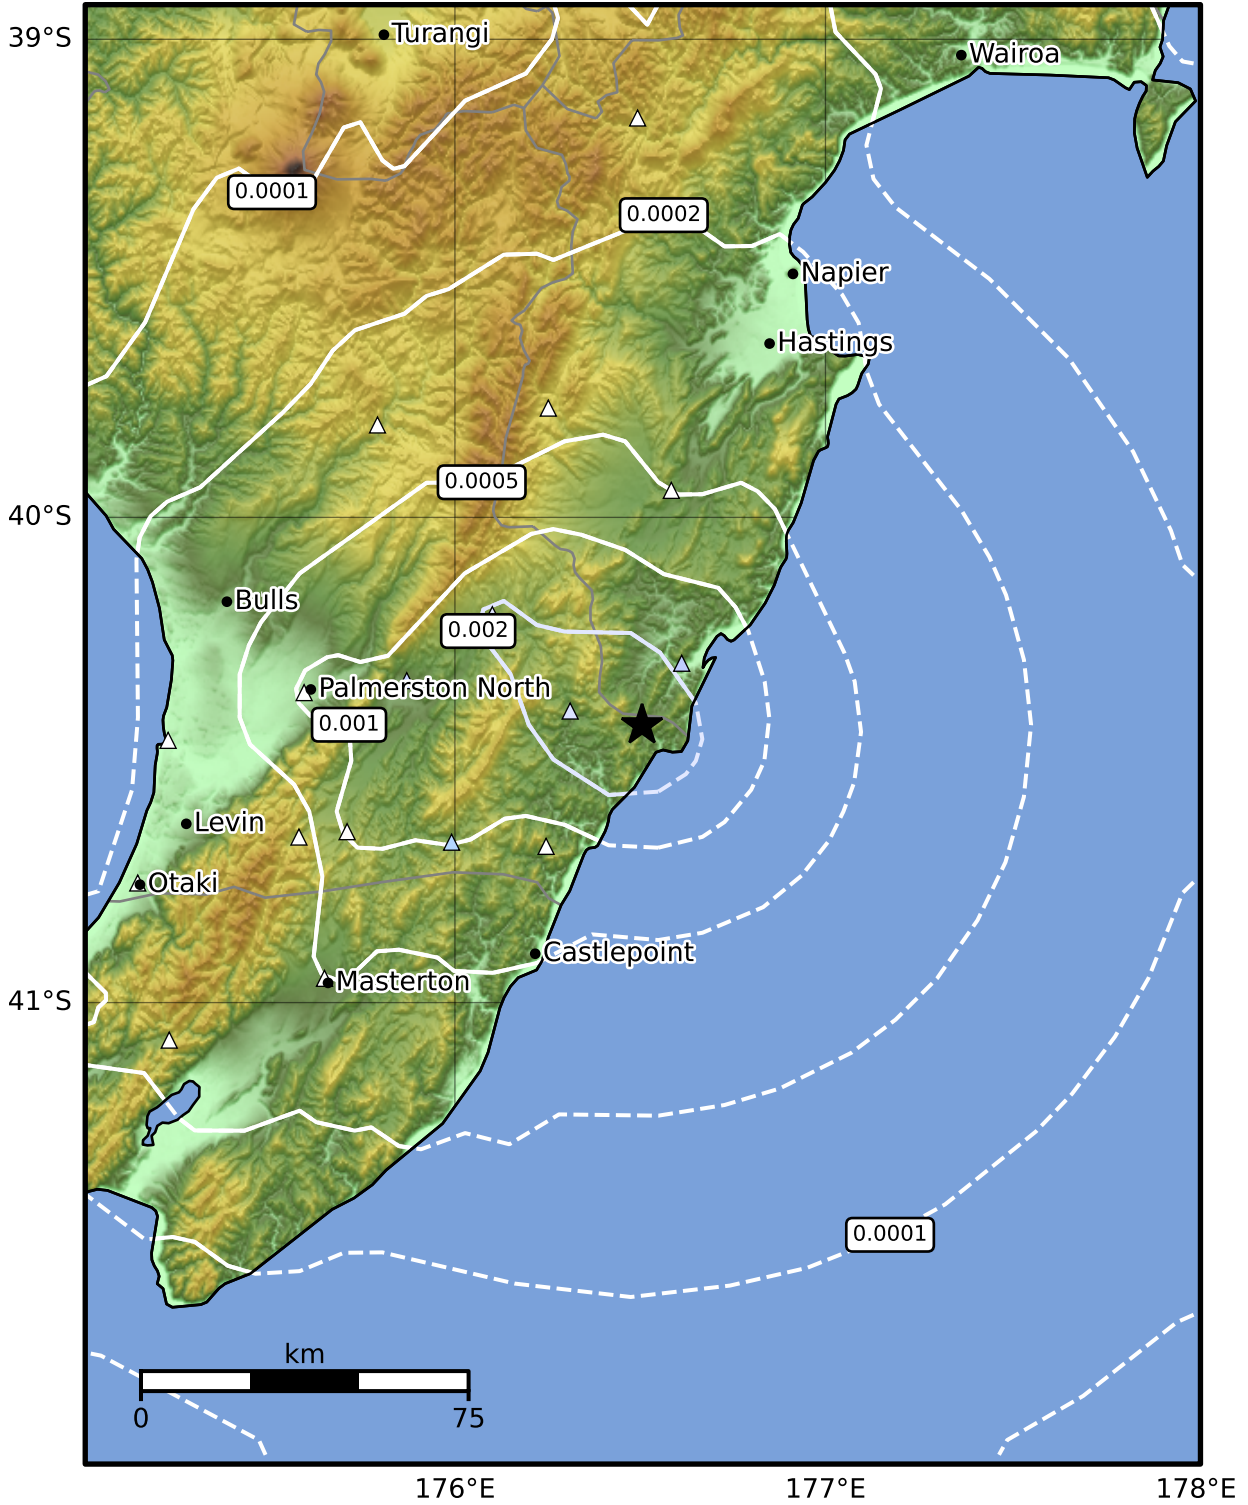 Turangi
39°S
Wairoa
0.0001
0.0002
Napier
Hastings
0.0005
40°S
Bulls
0.002
Palmerston North
0.001
Levin
Otaki
Castlepoint
Masterton
41°S
0.0001
km
0 75
176°E 177°E 178°E